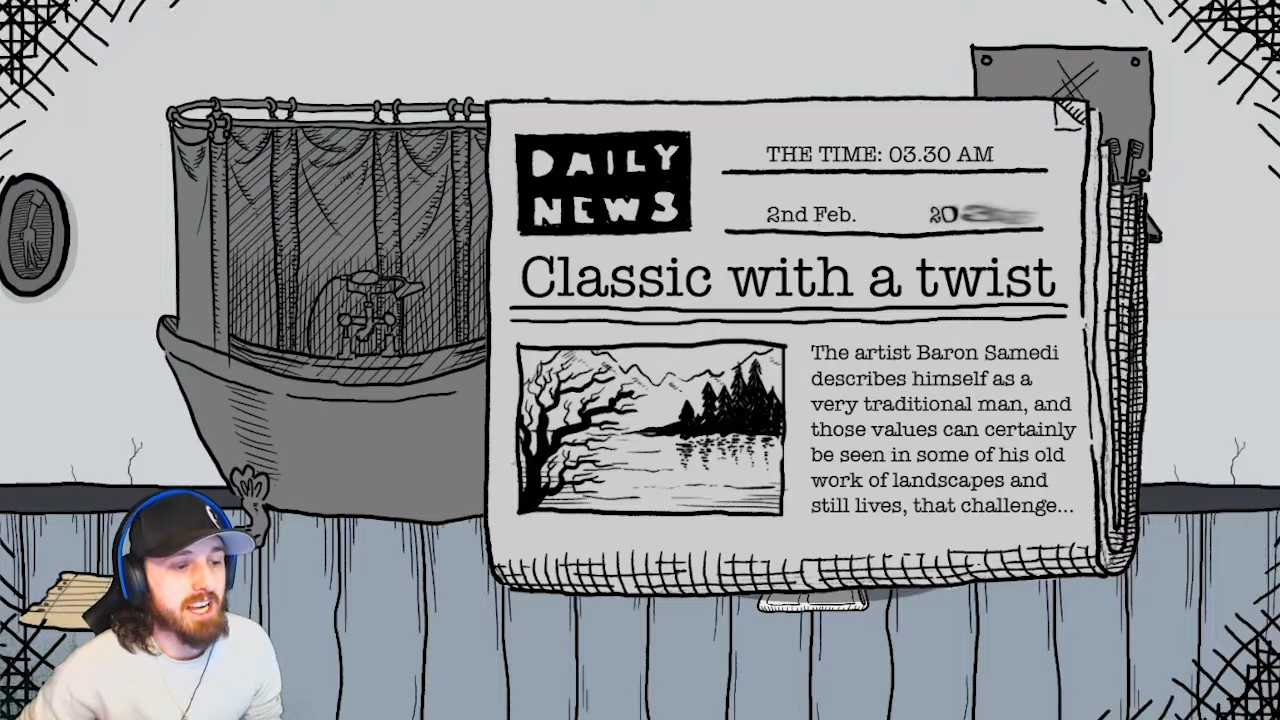 DAILY
NEWS
THE TIME: 03.30 AM
2nd Feb.
Classic with a twist
The artist Baron Samedi
describes himself as a
very traditional man, and
those values can certainly
be seen in some of his old
work of landscapes and
still lives, that challenge...